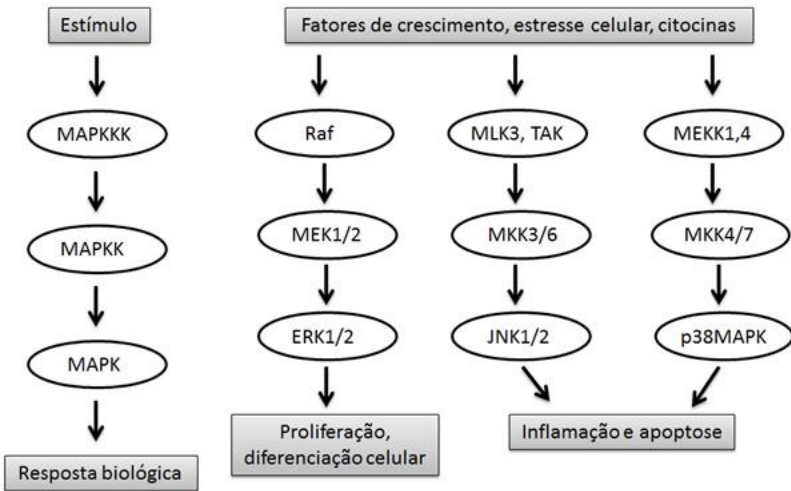 Estímulo
MAPKKK
MAPKK
MAPK
Resposta biológica
Fatores de crescimento, estresse celular, citocinas
Raf
MEK1/2
ERK1/2
Proliferação,
diferenciação celular
MLK3, TAK
MKK3/6
JNK1/2
MEKK1,4
MKK4/7
p38MAPK
Inflamação e apoptose